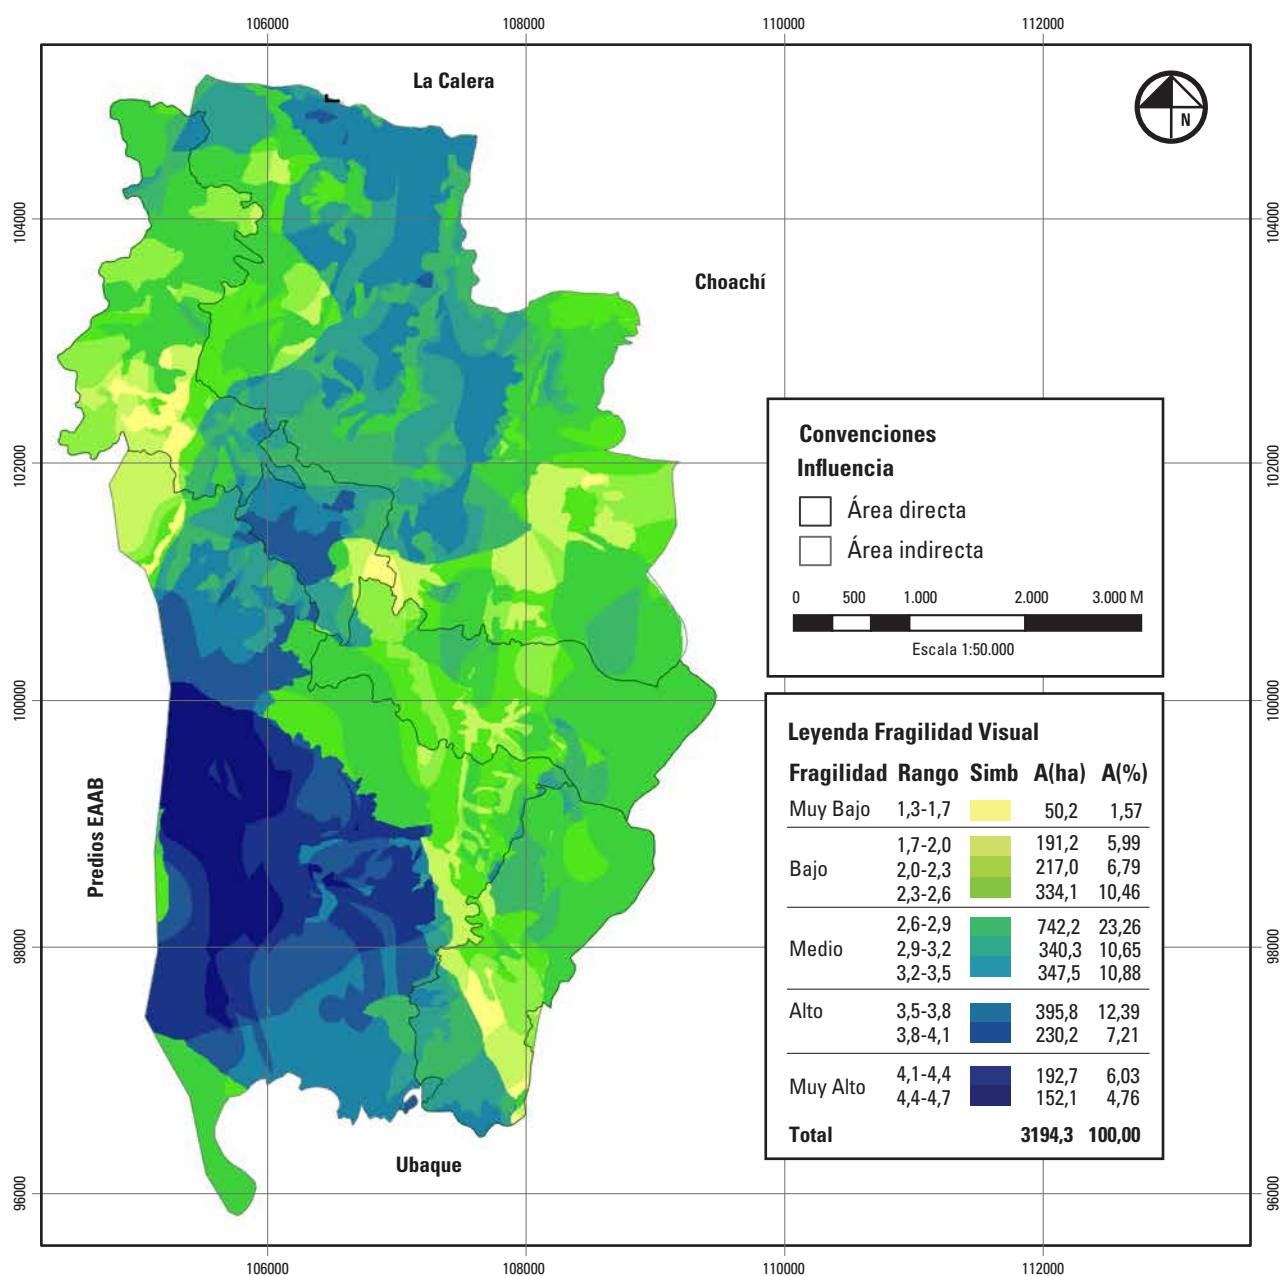 106000 108000 110000 112000
La Calera
N
104000 104000
Choachí
Convenciones
Influencia
Área directa
Área indirecta
0 500 1.000 2.000 3.000 M
Escala 1:50.000
102000 102000
100000 100000
Predios EAAB
Leyenda Fragilidad Visual
Fragilidad Rango Simb A(ha) A(%)
Muy Bajo 1,3-1,7 50,2 1,57
1,7-2,0 191,2 5,99
Bajo 2,0-2,3 217,0 6,79
2,3-2,6 334,1 10,46
2,6-2,9 742,2 23,26
Medio 2,9-3,2 340,3 10,65
3,2-3,5 347,5 10,88
Alto 3,5-3,8 395,8 12,39
3,8-4,1 230,2 7,21
Muy Alto 4,1-4,4 192,7 6,03
4,4-4,7 152,1 4,76
Total 3194,3 100,00
98000 98000
Ubaque
96000 96000
106000 108000 110000 112000